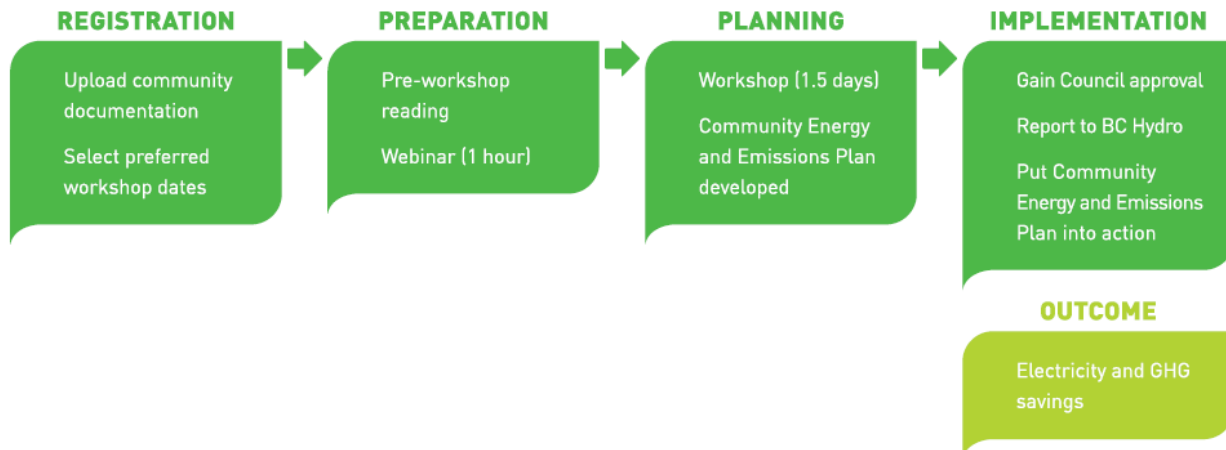 REGISTRATION
Upload community
documentation
Select preferred
workshop dates
PREPARATION
Pre-workshop
reading
Webinar (1 hour)
PLANNING
Workshop (1.5 days)
Community Energy
and Emissions Plan
developed
IMPLEMENTATION
Gain Council approval
Report to BC Hydro
Put Community
Energy and Emissions
Plan into action
OUTCOME
Electricity and GHG
savings